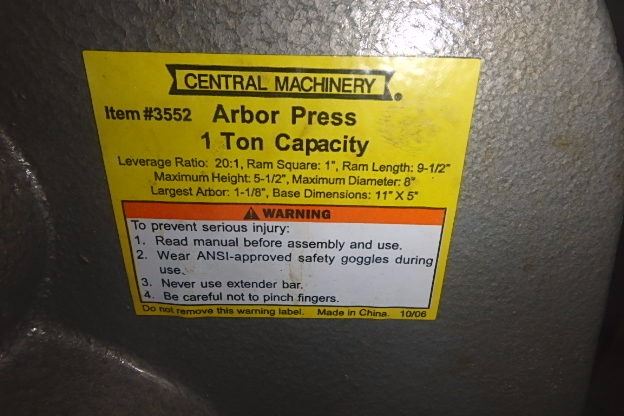 CENTRAL MACHINERY®
Item #3552 Arbor Press
1 Ton Capacity
Leverage Ratio: 20:1, Ram Square: 1", Ram Length: 9-1/2"
Maximum Height: 5-1/2", Maximum Diameter: 8"
Largest Arbor: 1-1/8", Base Dimensions: 11" X 5"
WARNING
To prevent serious injury:
1. Read manual before assembly and use.
2. Wear ANSI-approved safety goggles during
use.
3. Never use extender bar.
4. Be careful not to pinch fingers.
Do not remove this warning label. Made in China. 10/06